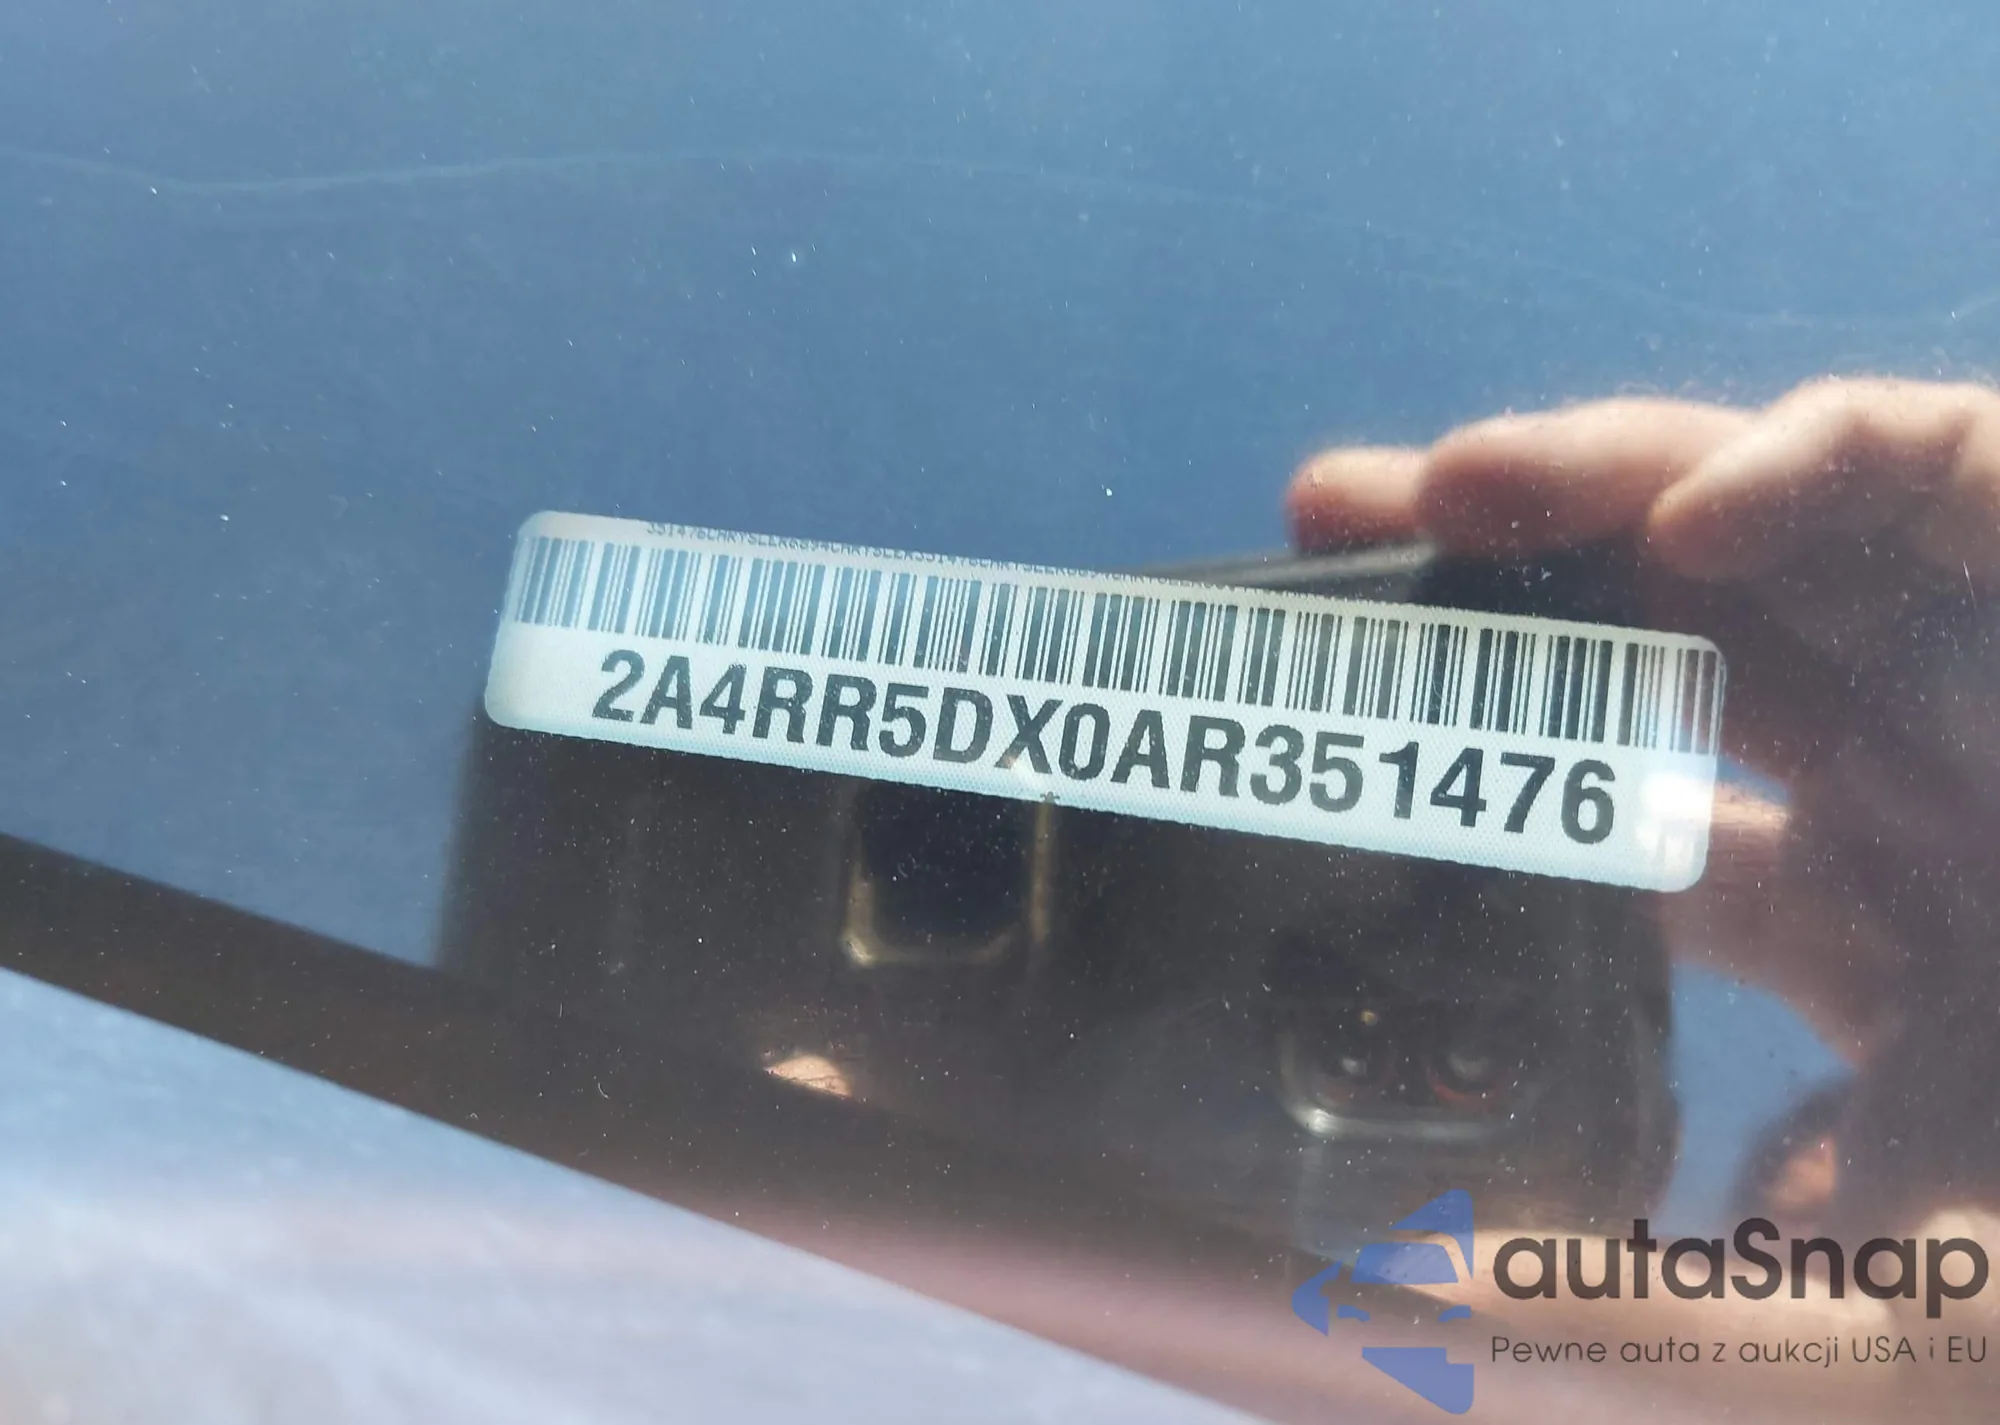 2A4RR5DX0AR351476
autaSnap
Pewne auta z aukcji USA i EU